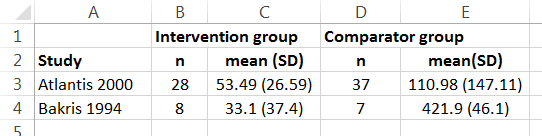 A B C D E
1 Intervention group Comparator group
2 Study n mean (SD) n mean(SD)
3 Atlantis 2000 28 53.49 (26.59) 37 110.98 (147.11)
4 Bakris 1994 8 33.1 (37.4) 7 421.9 (46.1)
5